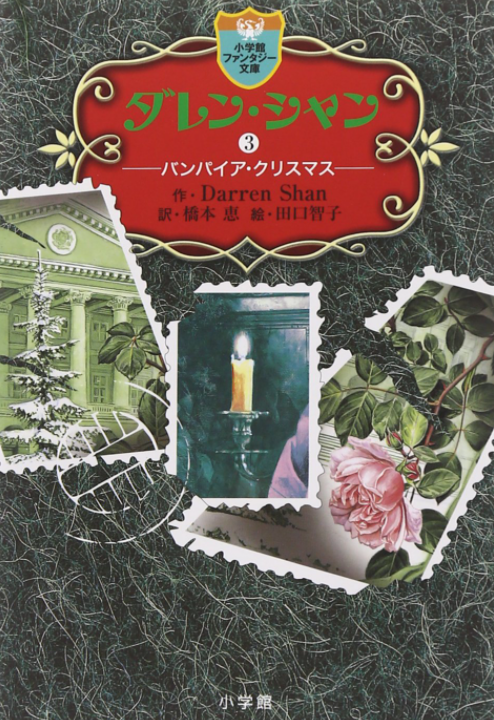 小学館
ファンタジー
文庫
ダレン・シャン
3
バンパイア・クリスマス
作・Darren Shan
訳・橋本 恵 絵・田口智子
小学館